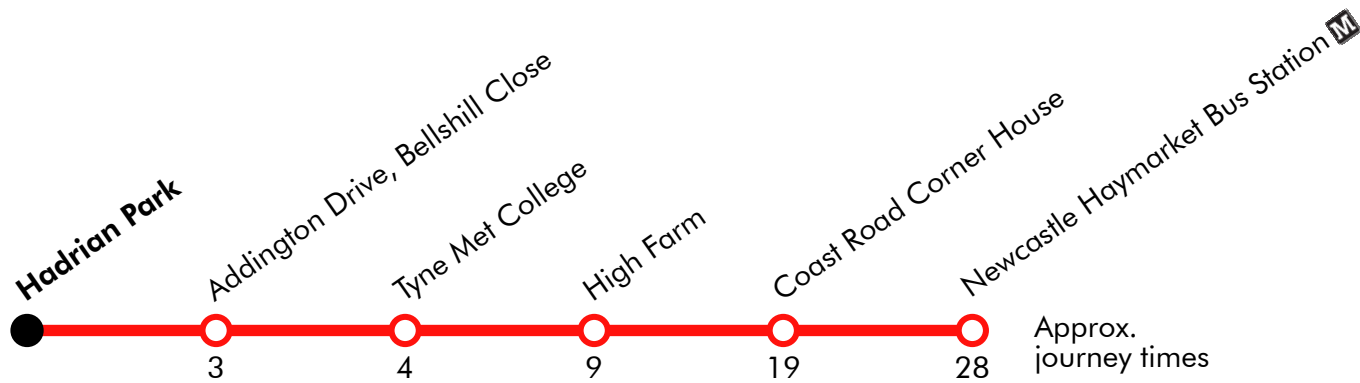 Hadrian Park
Addington Drive, Bellshill Close
Tyne Met College
High Farm
Coast Road Corner House
Newcastle Haymarket Bus Station M
3
4
9
19
28
Approx.
journey times